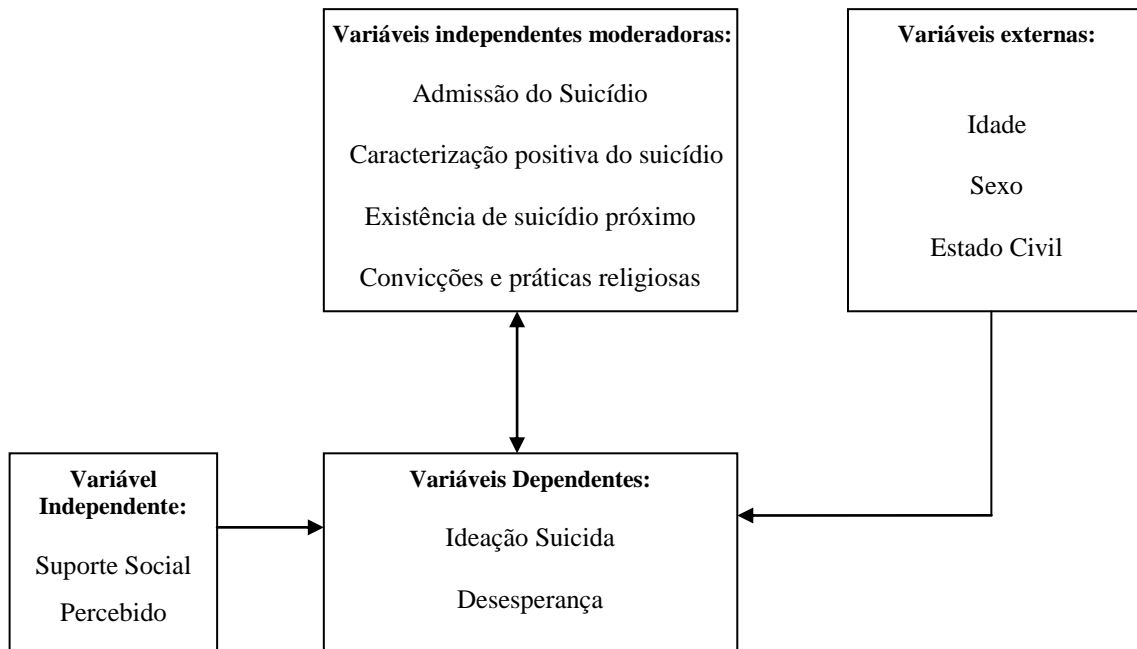 Variáveis independentes moderadoras:
Admissão do Suicídio
Caracterização positiva do suicídio
Existência de suicídio próximo
Convicções e práticas religiosas
Variáveis externas:
Idade
Sexo
Estado Civil
Variável
Independente:
Suporte Social
Percebido
Variáveis Dependentes:
Ideação Suicida
Desesperança